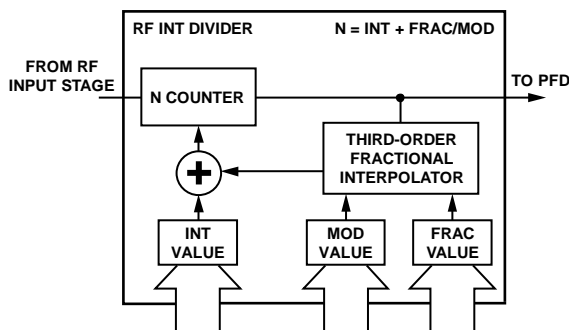 RF INT DIVIDER
N = INT + FRAC/MOD
FROM RF
INPUT STAGE
N COUNTER
TO PFD
THIRD-ORDER
FRACTIONAL
INTERPOLATOR
+
INT
VALUE
MOD
VALUE
FRAC
VALUE